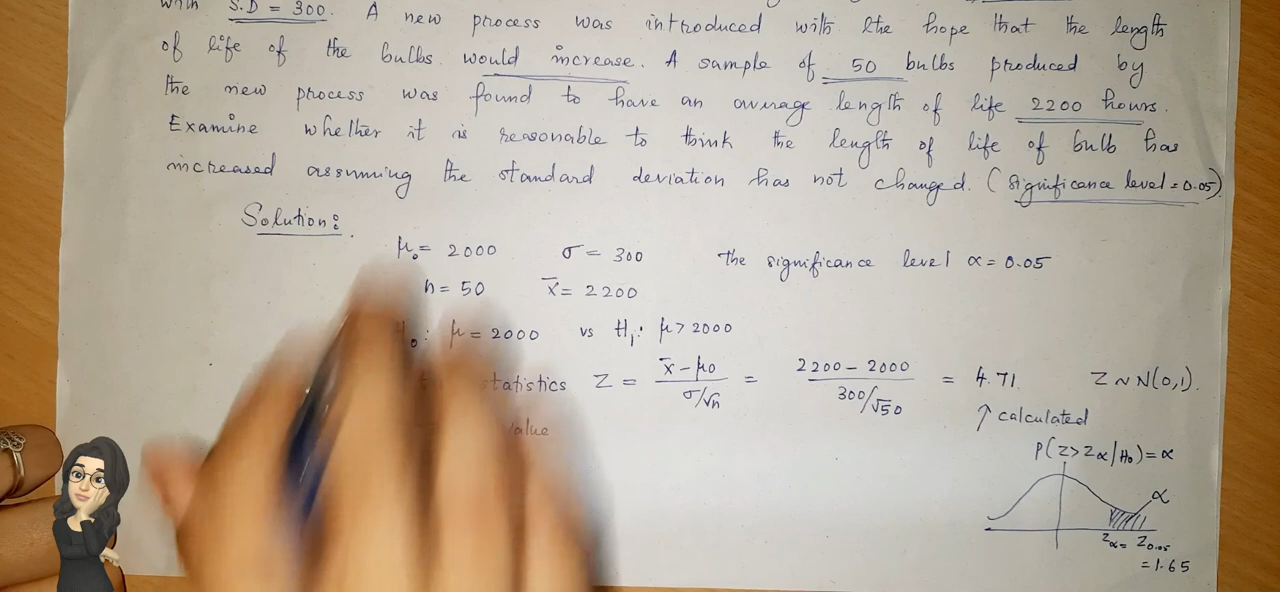 with S.D = 300. A new process was introduced with the hope that the length
of life of the bulbs would increase. A sample of 50 bulbs produced by
the new process was found to have an average length of life 2200 hours.
Examine whether it is reasonable to think the length of life of bulb has
increased assuming the standard deviation has not changed. (Significance level = 0.05)
Solution:
μ₀ = 2000 σ = 300 the significance level α = 0.05
n = 50 x̄ = 2200
₀: μ = 2000 vs H₁: μ > 2000
statistics Z = (x̄ - μ₀)/(σ/√n) = (2200 - 2000)/(300/√50) = 4.71. Z ~ N(0,1).
↑ calculated
value
P(Z > Zα / H₀) = α
α
Zα = Z0.05
= 1.65